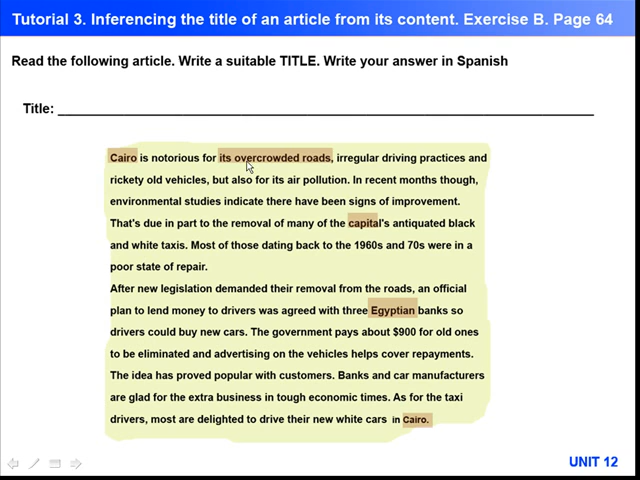 Tutorial 3. Inferencing the title of an article from its content. Exercise B. Page 64
Read the following article. Write a suitable TITLE. Write your answer in Spanish
Title: ______________________________________________________________
Cairo is notorious for its overcrowded roads, irregular driving practices and
rickety old vehicles, but also for its air pollution. In recent months though,
environmental studies indicate there have been signs of improvement.
That's due in part to the removal of many of the capital's antiquated black
and white taxis. Most of those dating back to the 1960s and 70s were in a
poor state of repair.
After new legislation demanded their removal from the roads, an official
plan to lend money to drivers was agreed with three Egyptian banks so
drivers could buy new cars. The government pays about $900 for old ones
to be eliminated and advertising on the vehicles helps cover repayments.
The idea has proved popular with customers. Banks and car manufacturers
are glad for the extra business in tough economic times. As for the taxi
drivers, most are delighted to drive their new white cars in Cairo.
UNIT 12